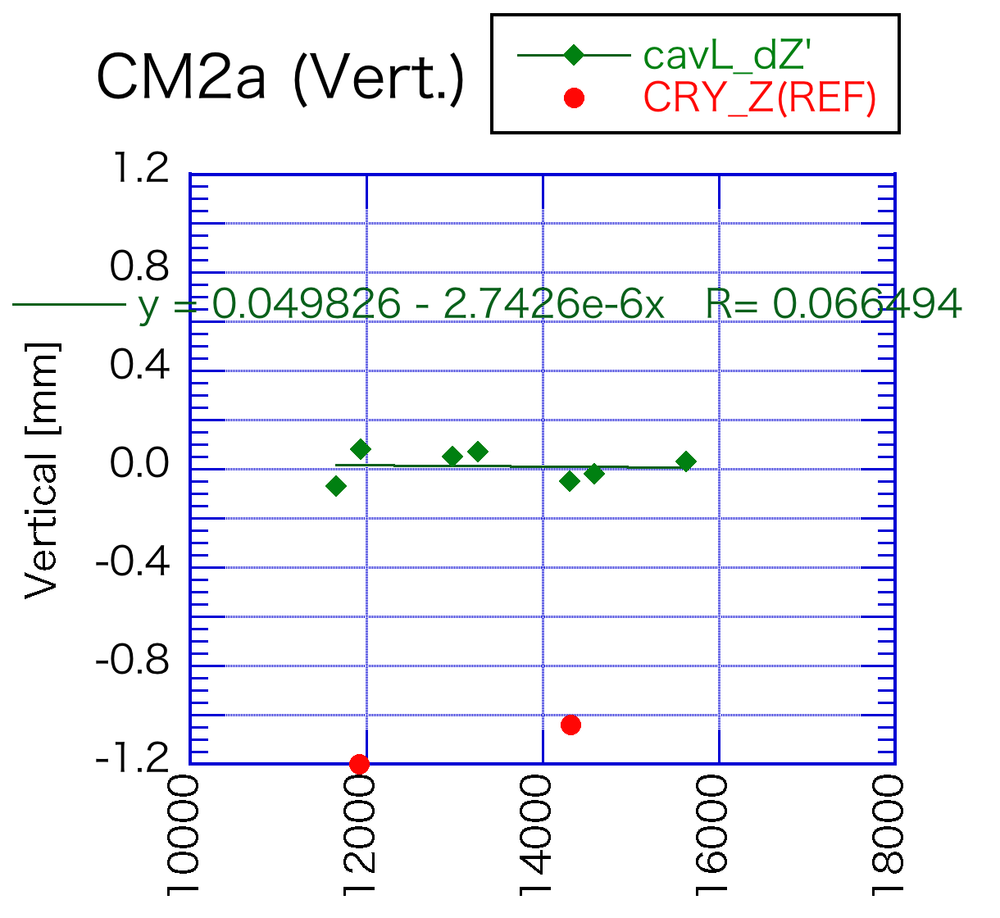 CM2a (Vert.)
cavL_dZ'
CRY_Z(REF)
1.2
0.8
y = 0.049826 - 2.7426e-6x R= 0.066494
0.4
0.0
-0.4
-0.8
-1.2
Vertical [mm]
10000
12000
14000
16000
18000